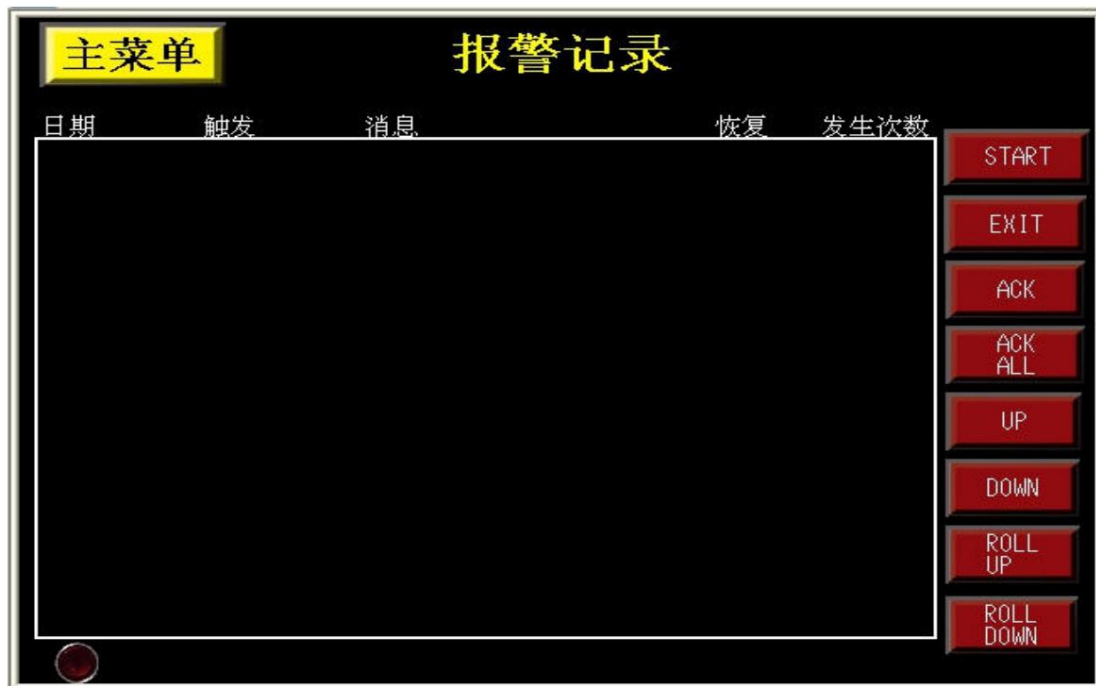 主菜单
报警记录
日期 触发 消息 恢复 发生次数
START
EXIT
ACK
ACK
ALL
UP
DOWN
ROLL
UP
ROLL
DOWN